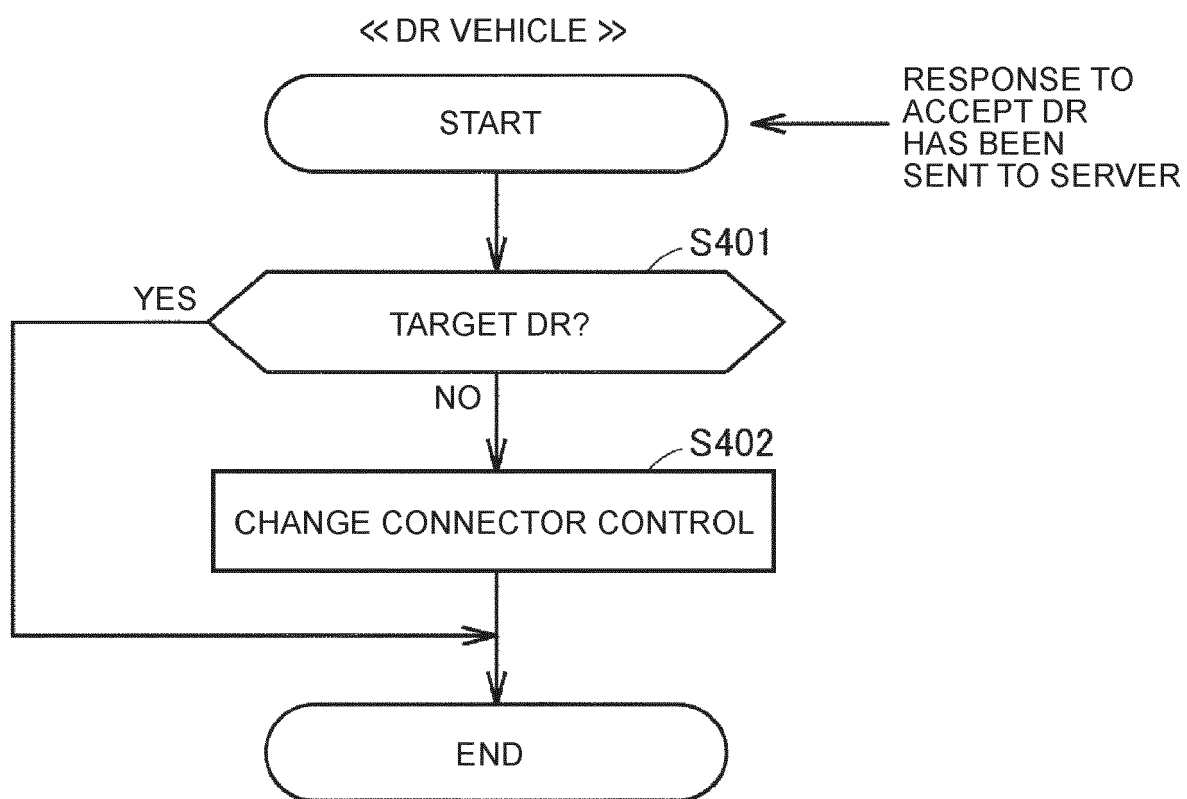 ≪ DR VEHICLE ≫
START
RESPONSE TO
ACCEPT DR
HAS BEEN
SENT TO SERVER
S401
YES
TARGET DR?
NO
S402
CHANGE CONNECTOR CONTROL
END